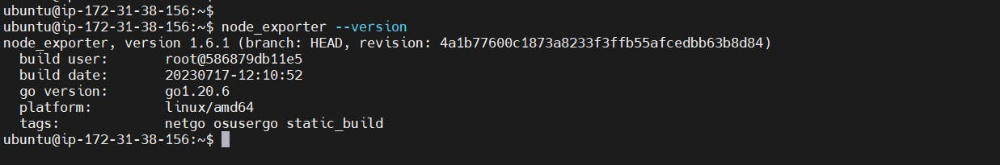 ubuntu@ip-172-31-38-156:~$
ubuntu@ip-172-31-38-156:~$ node_exporter --version
node_exporter, version 1.6.1 (branch: HEAD, revision: 4a1b77600c1873a8233f3ffb55afcedbb63b8d84)
  build user:       root@586879db11e5
  build date:       20230717-12:10:52
  go version:       go1.20.6
  platform:         linux/amd64
  tags:             netgo osusergo static_build
ubuntu@ip-172-31-38-156:~$